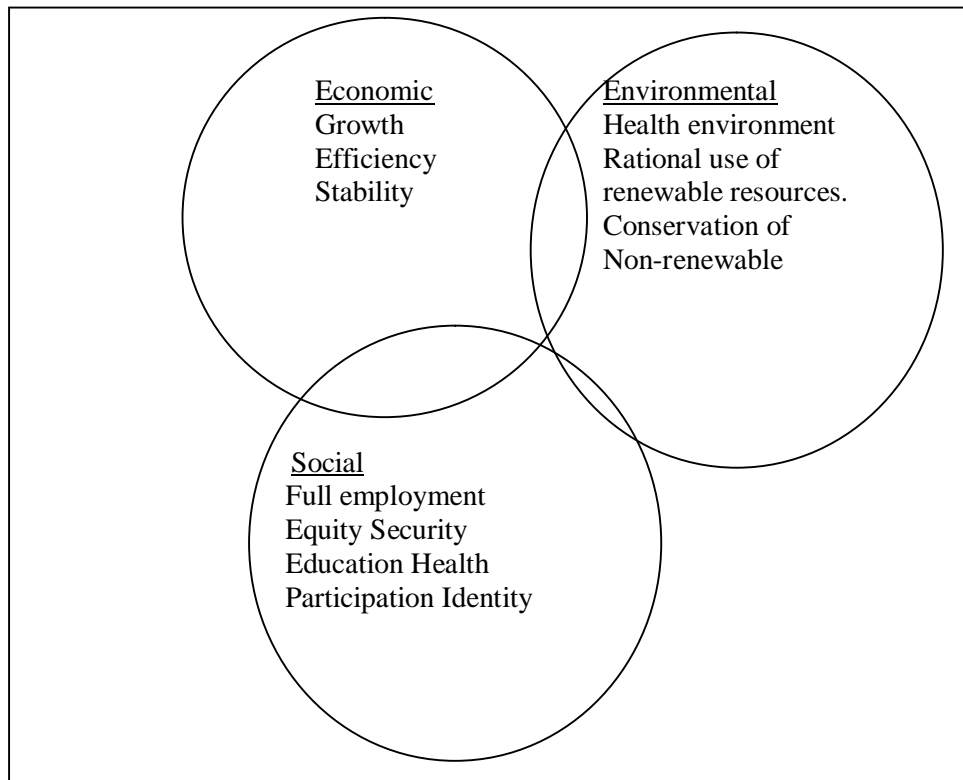 Economic
Growth
Efficiency
Stability
Environmental
Health environment
Rational use of
renewable resources.
Conservation of
Non-renewable
Social
Full employment
Equity Security
Education Health
Participation Identity